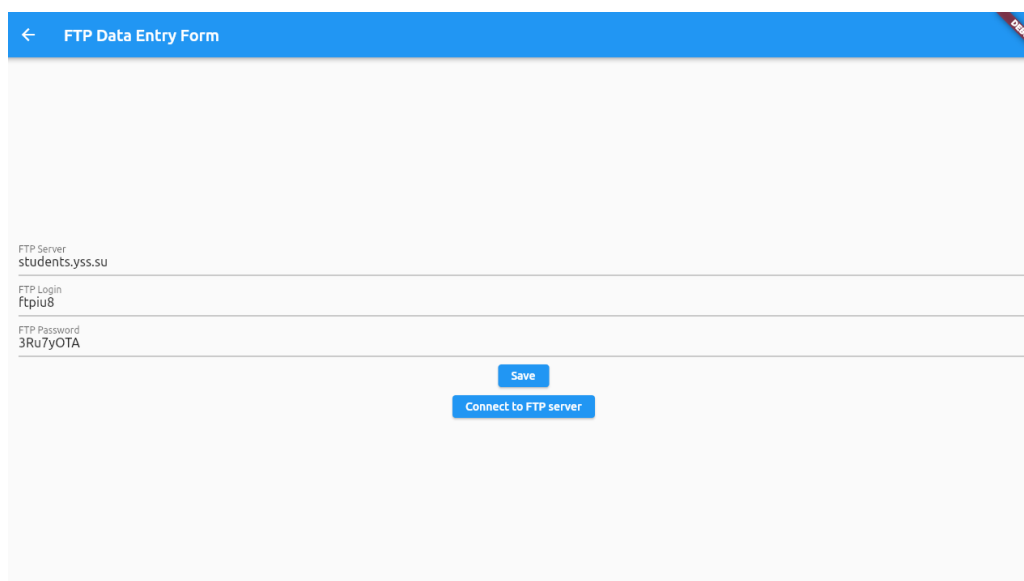 FTP Data Entry Form
FTP Server
students.yss.su
FTP Login
ftpiu8
FTP Password
3Ru7yOTA
Save
Connect to FTP server